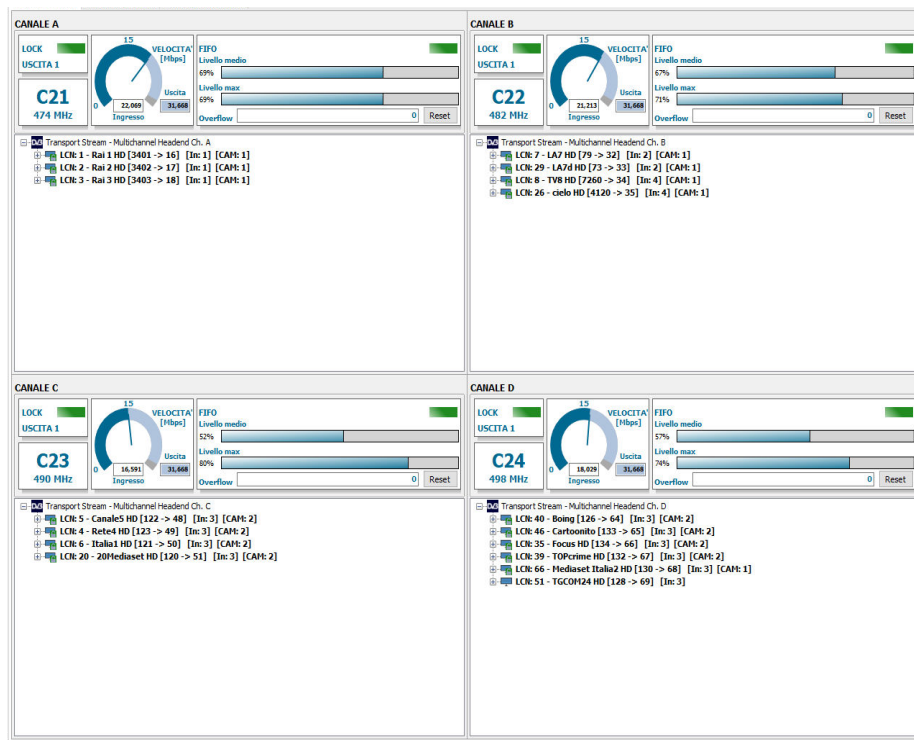 CANALE A
LOCK
USCITA 1
C21
474 MHz
15
VELOCITA'
[Mbps]
0
22,069
Ingresso
Uscita
31,668
FIFO
Livello medio
69%
Livello max
69%
Overflow
0
Reset
Transport Stream - Multichannel Headend Ch. A
LCN: 1 - Rai 1 HD [3401 -> 16] [In: 1] [CAM: 1]
LCN: 2 - Rai 2 HD [3402 -> 17] [In: 1] [CAM: 1]
LCN: 3 - Rai 3 HD [3403 -> 18] [In: 1] [CAM: 1]
CANALE B
LOCK
USCITA 1
C22
482 MHz
15
VELOCITA'
[Mbps]
0
21,213
Ingresso
Uscita
31,668
FIFO
Livello medio
67%
Livello max
71%
Overflow
0
Reset
Transport Stream - Multichannel Headend Ch. B
LCN: 7 - LA7 HD [79 -> 32] [In: 2] [CAM: 1]
LCN: 29 - LA7d HD [73 -> 33] [In: 2] [CAM: 1]
LCN: 8 - TV8 HD [7260 -> 34] [In: 4] [CAM: 1]
LCN: 26 - cielo HD [4120 -> 35] [In: 4] [CAM: 1]
CANALE C
LOCK
USCITA 1
C23
490 MHz
15
VELOCITA'
[Mbps]
0
16,591
Ingresso
Uscita
31,668
FIFO
Livello medio
52%
Livello max
80%
Overflow
0
Reset
Transport Stream - Multichannel Headend Ch. C
LCN: 5 - Canale5 HD [122 -> 48] [In: 3] [CAM: 2]
LCN: 4 - Rete4 HD [123 -> 49] [In: 3] [CAM: 2]
LCN: 6 - Italia1 HD [121 -> 50] [In: 3] [CAM: 2]
LCN: 20 - 20Mediaset HD [120 -> 51] [In: 3] [CAM: 2]
CANALE D
LOCK
USCITA 1
C24
498 MHz
15
VELOCITA'
[Mbps]
0
18,029
Ingresso
Uscita
31,668
FIFO
Livello medio
57%
Livello max
74%
Overflow
0
Reset
Transport Stream - Multichannel Headend Ch. D
LCN: 40 - Boing [126 -> 64] [In: 3] [CAM: 2]
LCN: 46 - Cartoonito [133 -> 65] [In: 3] [CAM: 2]
LCN: 35 - Focus HD [134 -> 66] [In: 3] [CAM: 2]
LCN: 39 - TOPcrime HD [132 -> 67] [In: 3] [CAM: 2]
LCN: 66 - Mediaset Italia2 HD [130 -> 68] [In: 3] [CAM: 1]
LCN: 51 - TGCOM24 HD [128 -> 69] [In: 3]